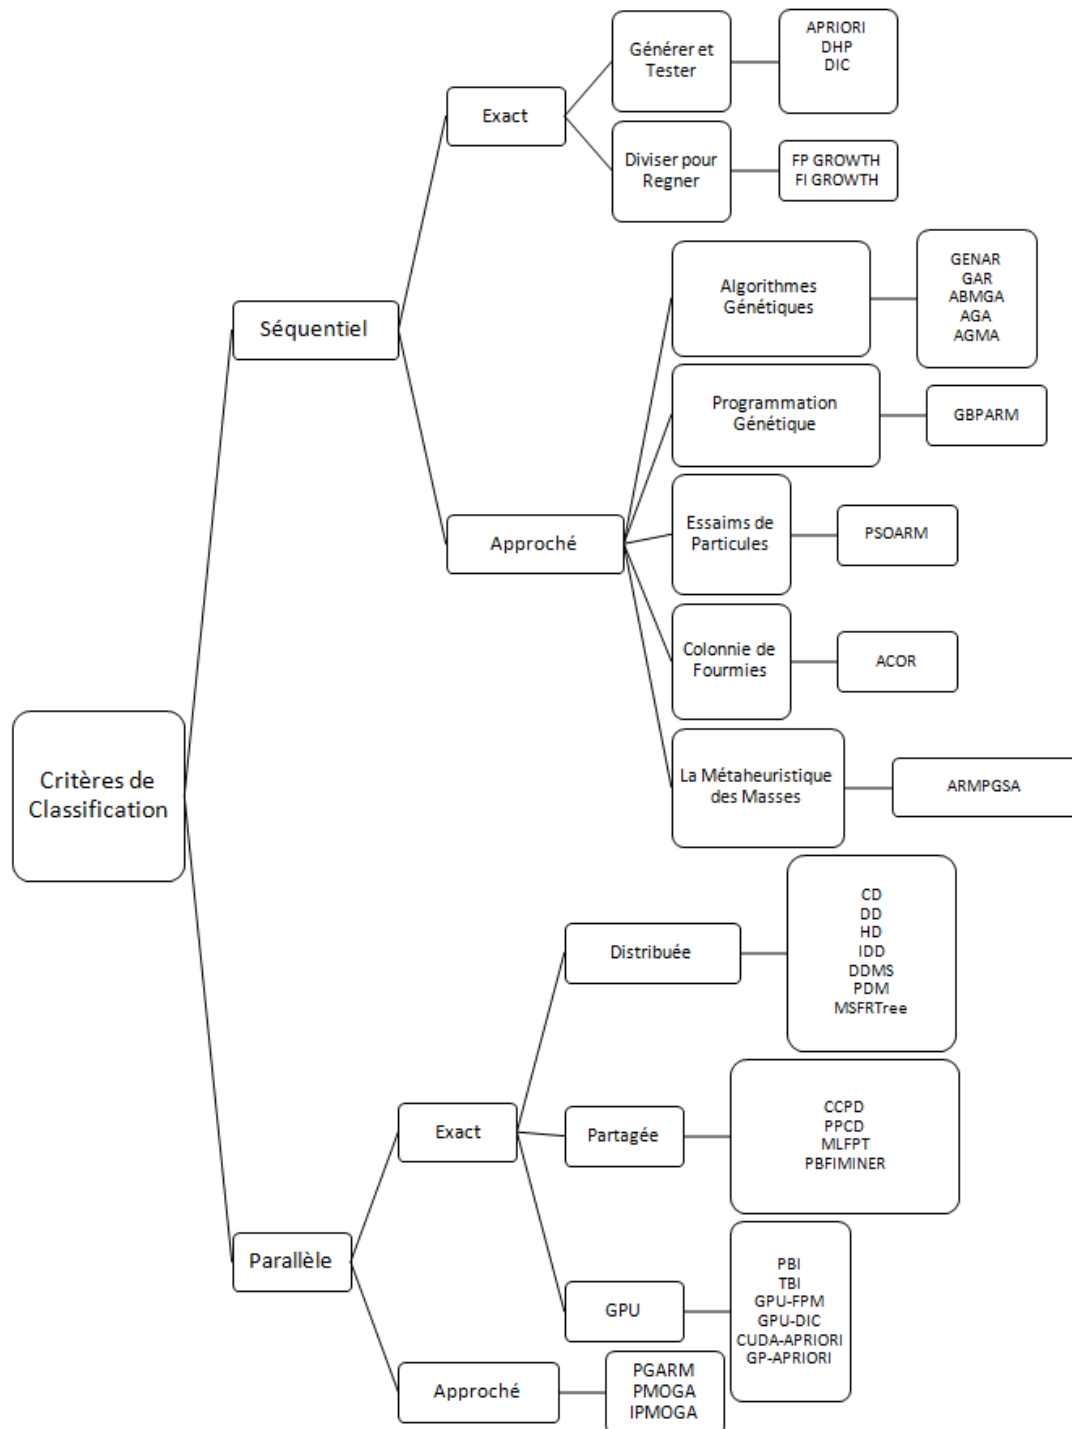 Critères de
Classification
Séquentiel
Exact
Générer et
Tester
APRIORI
DHP
DIC
Diviser pour
Regner
FP GROWTH
FI GROWTH
Approché
Algorithmes
Génétiques
GENAR
GAR
ABMGA
AGA
AGMA
Programmation
Génétique
GBPARM
Essaims de
Particules
PSOARM
Colonnie de
Fourmies
ACOR
La Métaheuristique
des Masses
ARMPGSA
Parallèle
Exact
Distribuée
CD
DD
HD
IDD
DDMS
PDM
MSFRTree
Partagée
CCPD
PPCD
MLFPT
PBFIMINER
GPU
PBI
TBI
GPU-FPM
GPU-DIC
CUDA-APRIORI
GP-APRIORI
Approché
PGARM
PMOGA
IPMOGA